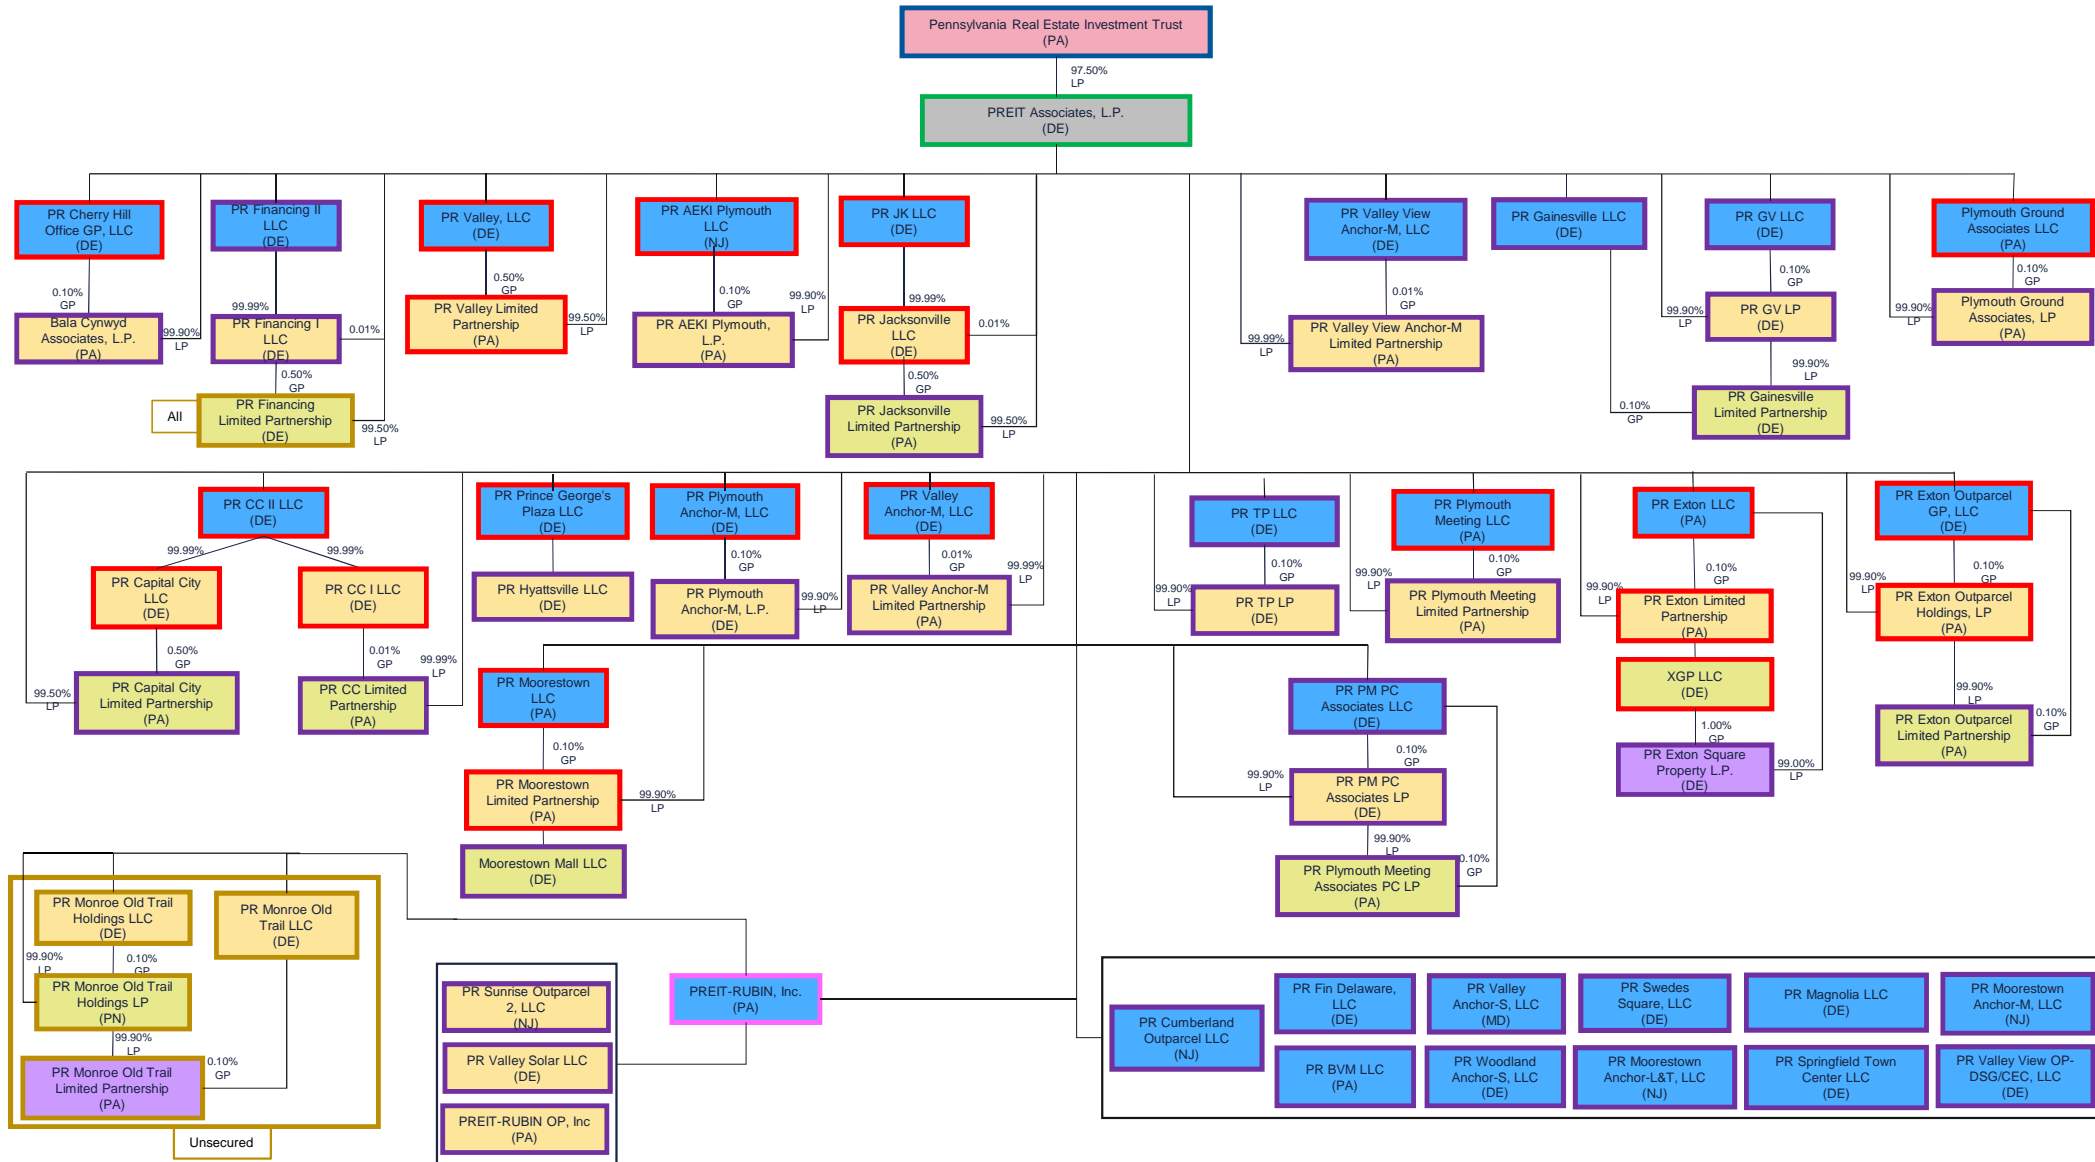 Pennsylvania Real Estate Investment Trust
(PA)
97.50%
LP
PREIT Associates, L.P.
(DE)
PR Cherry Hill
Office GP, LLC
(DE)
0.10%
GP
Bala Cynwyd
Associates, L.P.
(PA)
99.90%
LP
PR Financing II
LLC
(DE)
99.99%
PR Financing I
LLC
(DE)
0.01%
0.50%
GP
All
PR Financing
Limited Partnership
(DE)
99.50%
LP
PR Valley, LLC
(DE)
0.50%
GP
PR Valley Limited
Partnership
(PA)
99.50%
LP
PR AEKI Plymouth
LLC
(NJ)
0.10%
GP
PR AEKI Plymouth,
L.P.
(PA)
99.90%
LP
PR JK LLC
(DE)
99.99%
PR Jacksonville
LLC
(DE)
0.01%
0.50%
GP
PR Jacksonville
Limited Partnership
(PA)
99.50%
LP
PR Valley View
Anchor-M, LLC
(DE)
0.01%
GP
99.99%
LP
PR Valley View Anchor-M
Limited Partnership
(PA)
PR Gainesville LLC
(DE)
0.10%
GP
PR GV LLC
(DE)
0.10%
GP
99.90%
LP
PR GV LP
(DE)
99.90%
LP
PR Gainesville
Limited Partnership
(DE)
Plymouth Ground
Associates LLC
(PA)
0.10%
GP
99.90%
LP
Plymouth Ground
Associates, LP
(PA)
PR CC II LLC
(DE)
99.99%
99.99%
PR Capital City
LLC
(DE)
PR CC I LLC
(DE)
0.50%
GP
0.01%
GP
99.99%
LP
99.50%
LP
PR Capital City
Limited Partnership
(PA)
PR CC Limited
Partnership
(PA)
PR Prince George's
Plaza LLC
(DE)
PR Hyattsville LLC
(DE)
PR Plymouth
Anchor-M, LLC
(DE)
0.10%
GP
PR Plymouth
Anchor-M, L.P.
(DE)
99.90%
LP
PR Valley
Anchor-M, LLC
(DE)
0.01%
GP
99.99%
LP
PR Valley Anchor-M
Limited Partnership
(PA)
PR TP LLC
(DE)
0.10%
GP
99.90%
LP
PR TP LP
(DE)
PR Plymouth
Meeting LLC
(PA)
0.10%
GP
99.90%
LP
PR Plymouth Meeting
Limited Partnership
(PA)
PR Exton LLC
(PA)
0.10%
GP
99.90%
LP
PR Exton Limited
Partnership
(PA)
XGP LLC
(DE)
1.00%
GP
PR Exton Square
Property L.P.
(DE)
99.00%
LP
PR Exton Outparcel
GP, LLC
(DE)
0.10%
GP
99.90%
LP
PR Exton Outparcel
Holdings, LP
(PA)
99.90%
LP
PR Exton Outparcel
Limited Partnership
(PA)
0.10%
GP
PR Moorestown
LLC
(PA)
0.10%
GP
PR Moorestown
Limited Partnership
(PA)
99.90%
LP
Moorestown Mall LLC
(DE)
PR PM PC
Associates LLC
(DE)
0.10%
GP
99.90%
LP
PR PM PC
Associates LP
(DE)
99.90%
LP
0.10%
GP
PR Plymouth Meeting
Associates PC LP
(PA)
PR Monroe Old Trail
Holdings LLC
(DE)
PR Monroe Old
Trail LLC
(DE)
99.90%
LP
0.10%
GP
PR Monroe Old Trail
Holdings LP
(PN)
99.90%
LP
0.10%
GP
PR Monroe Old Trail
Limited Partnership
(PA)
Unsecured
PR Sunrise Outparcel
2, LLC
(NJ)
PR Valley Solar LLC
(DE)
PREIT-RUBIN OP, Inc
(PA)
PREIT-RUBIN, Inc.
(PA)
PR Cumberland
Outparcel LLC
(NJ)
PR Fin Delaware,
LLC
(DE)
PR Valley
Anchor-S, LLC
(MD)
PR Swedes
Square, LLC
(DE)
PR Magnolia LLC
(DE)
PR Moorestown
Anchor-M, LLC
(NJ)
PR BVM LLC
(PA)
PR Woodland
Anchor-S, LLC
(DE)
PR Moorestown
Anchor-L&T, LLC
(NJ)
PR Springfield Town
Center LLC
(DE)
PR Valley View OP-
DSG/CEC, LLC
(DE)